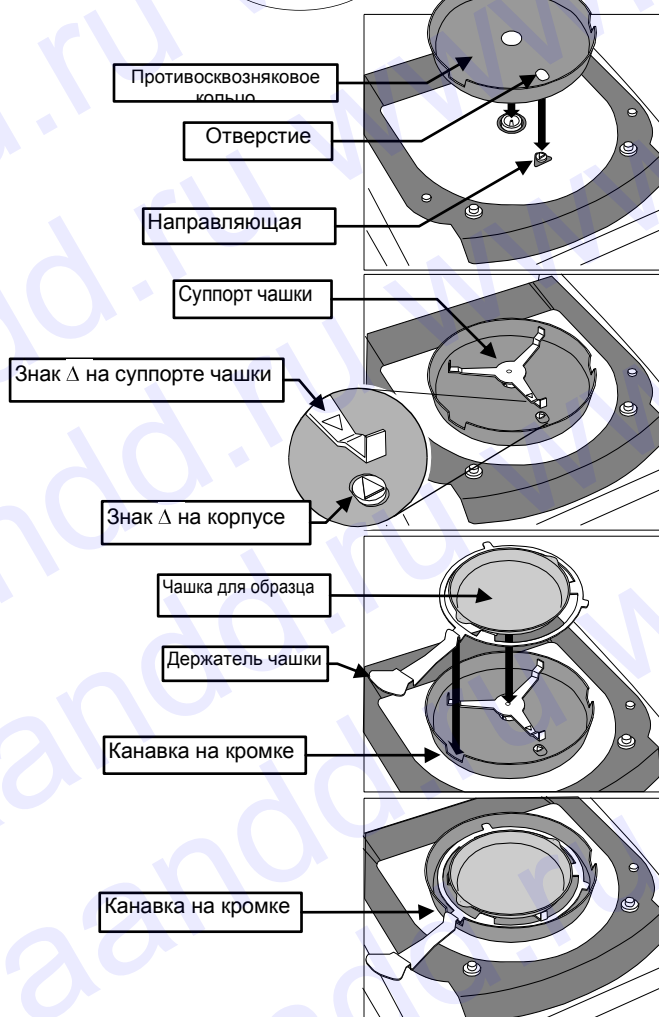 Противосквозняковое
кольцо
Отверстие
Направляющая
Суппорт чашки
Знак Δ на суппорте чашки
Знак Δ на корпусе
Чашка для образца
Держатель чашки
Канавка на кромке
Канавка на кромке